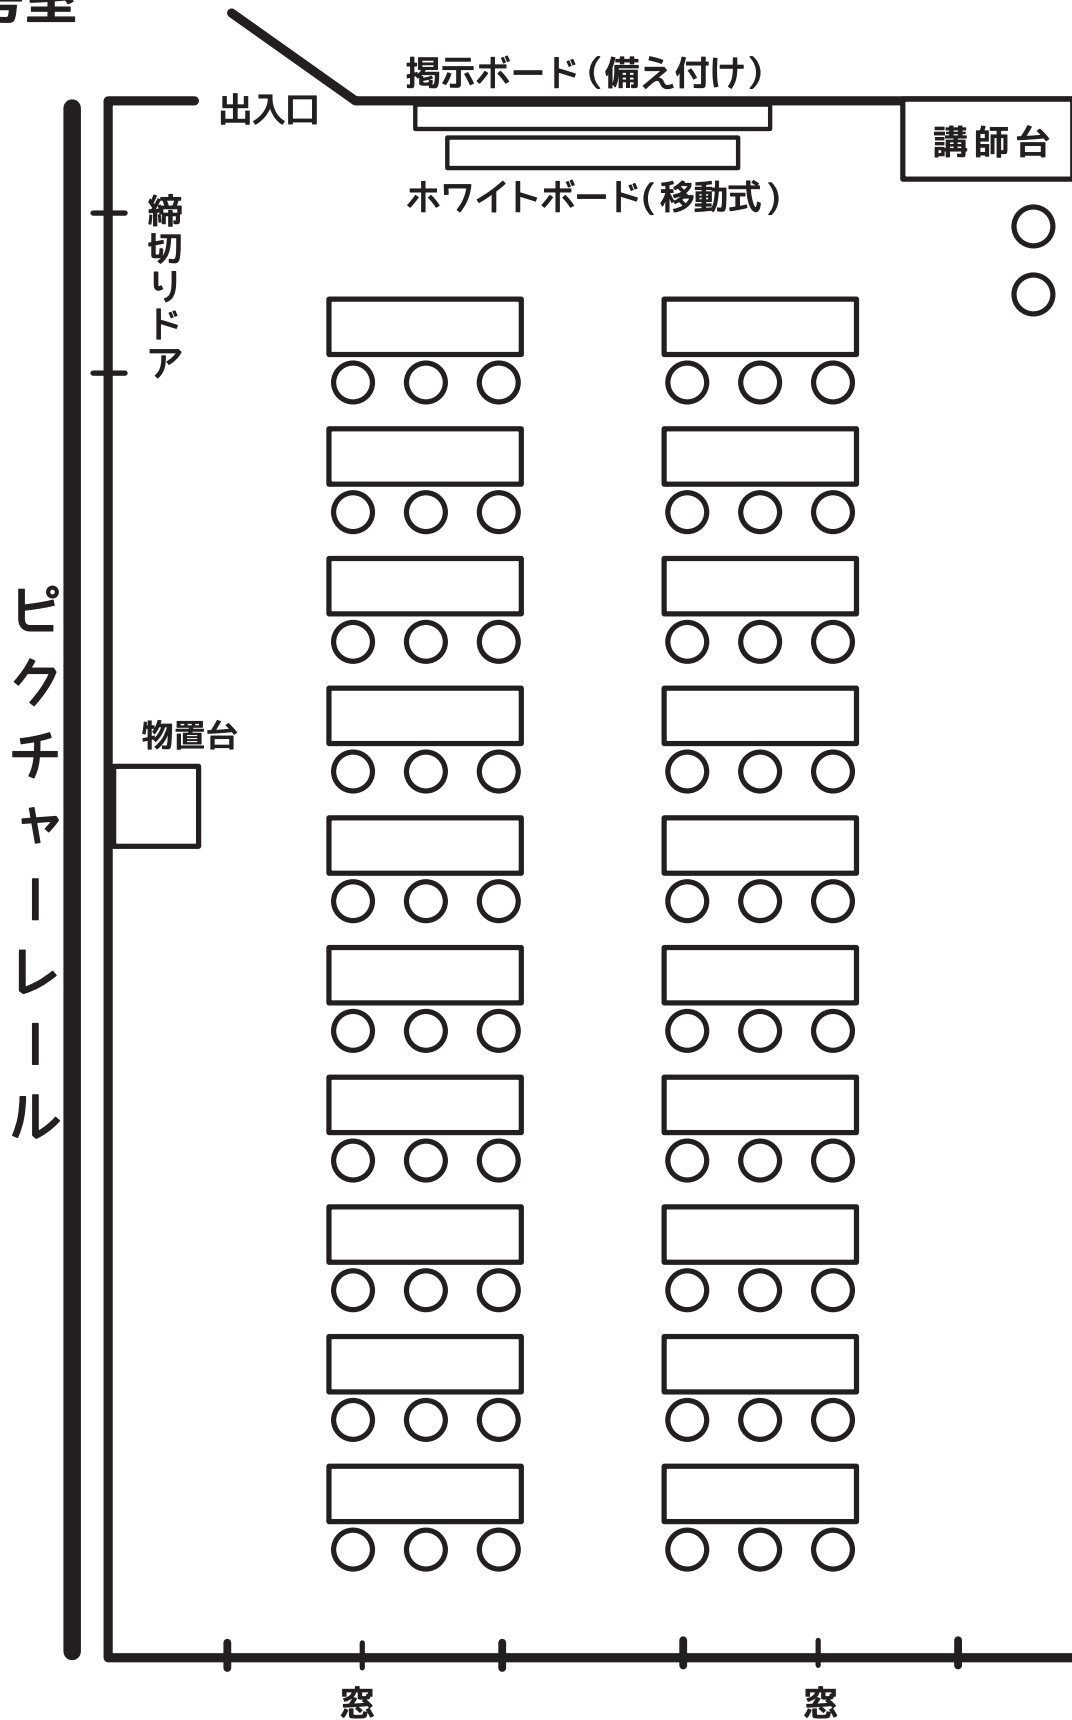 号室
掲示ボード（備え付け）
出入口
講師台
ホワイトボード(移動式)
締切りドア
ピクチャーレール
物置台
窓
窓